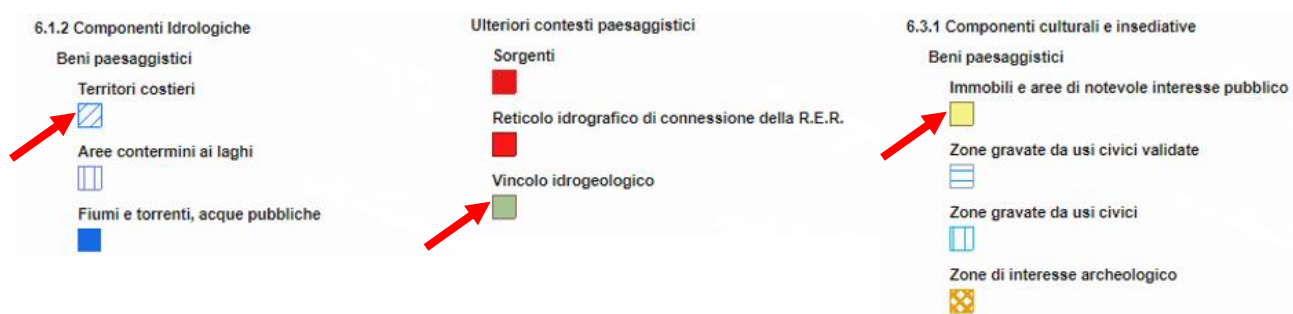 6.1.2 Componenti Idrologiche
Beni paesaggistici
Territori costieri
Aree contermini ai laghi
Fiumi e torrenti, acque pubbliche
Ulteriori contesti paesaggistici
Sorgenti
Reticolo idrografico di connessione della R.E.R.
Vincolo idrogeologico
6.3.1 Componenti culturali e insediative
Beni paesaggistici
Immobili e aree di notevole interesse pubblico
Zone gravate da usi civici validate
Zone gravate da usi civici
Zone di interesse archeologico